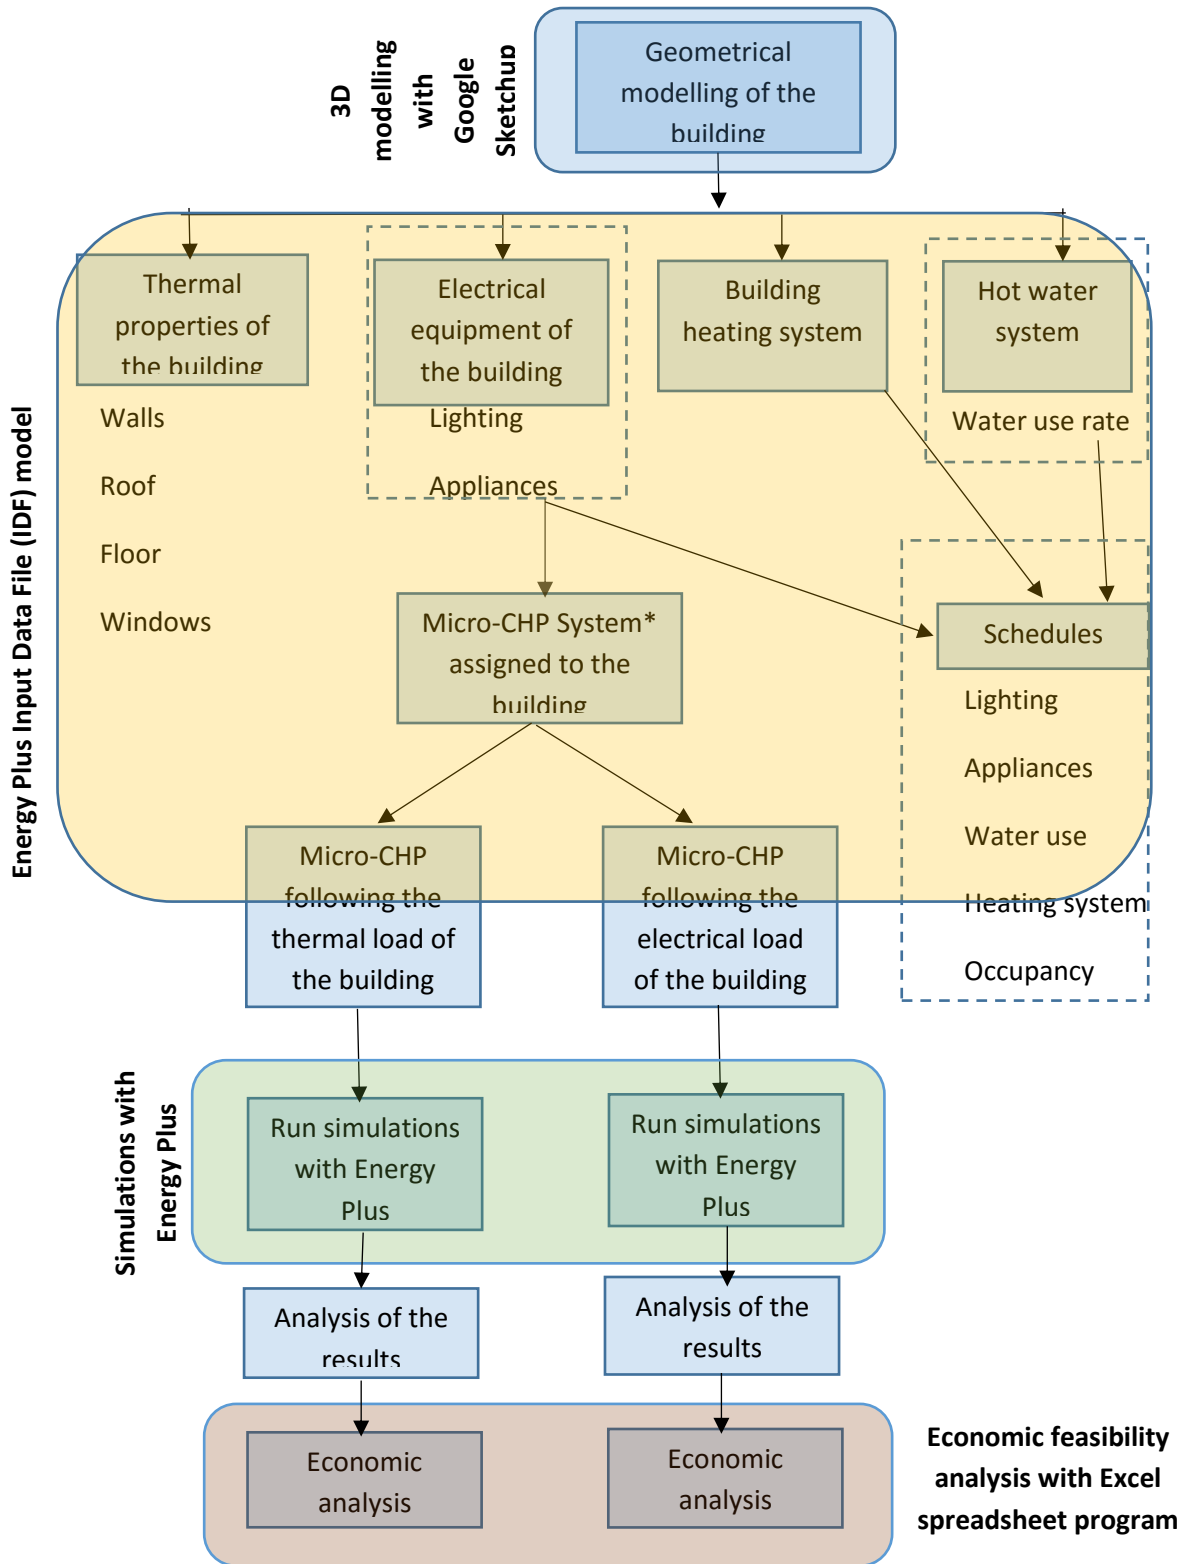 3D
modelling
with
Google
Sketchup
Geometrical
modelling of the
building
Energy Plus Input Data File (IDF) model
Thermal
properties of
the building
Walls
Roof
Floor
Windows
Electrical
equipment of
the building
Lighting
Appliances
Building
heating system
Hot water
system
Water use rate
Micro-CHP System*
assigned to the
building
Schedules
Lighting
Appliances
Water use
Heating system
Occupancy
Micro-CHP
following the
thermal load of
the building
Micro-CHP
following the
electrical load
of the building
Simulations with
Energy Plus
Run simulations
with Energy
Plus
Run simulations
with Energy
Plus
Analysis of the
results
Analysis of the
results
Economic
analysis
Economic
analysis
Economic feasibility
analysis with Excel
spreadsheet program